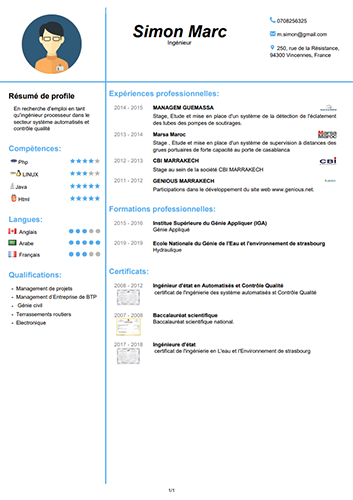 Simon Marc
Ingénieur
0708256325
m.simon@gmail.com
250, rue de la Résistance,
94300 Vincennes, France
Résumé de profile
En recherche d'emploi en tant
qu'ingénieur processeur dans le
secteur système automatisés et
contrôle qualité
Compétences:
Php
LINUX
Java
Html
Langues:
Anglais
Arabe
Français
Qualifications:
Management de projets
Management d'Entreprise de BTP
Génie civil
Terrassements routiers
Electronique
Expériences professionnelles:
2014 - 2015 MANAGEM GUEMASSA
Stage, Etude et mise en place d'un système de la détection de l'éclatement
des tubes des pompes de soutirages.
2013 - 2014 Marsa Maroc
Marsa
Stage , Etude et mise en place d'un système de supervision à distances des
grues portuaires de forte capacité au porte de casablanca
2012 - 2013 CBI MARRAKECH
CBI
Stage au sein de la société CBI MARRAKECH
2011 - 2012 GENIOUS MARRAKECH
Participations dans le développement du site web www.genious.net.
Formations professionnelles:
2015 - 2016 Institue Supérieure du Génie Appliquer (IGA)
Génie Appliqué
2019 - 2019 Ecole Nationale du Génie de l'Eau et l'environnement de strasbourg
Hydraulique
Certificats:
2008 - 2012 Ingénieur d'état en Automatisés et Contrôle Qualité
certificat de l'ingénierie des système automatisés et Contrôle Qualité
2007 - 2008 Baccalauréat scientifique
Baccalauréat scientifique national.
2017 - 2018 Ingénieure d'état
certificat de l'ingénierie en L'eau et l'Environnement de strasbourg
1/1